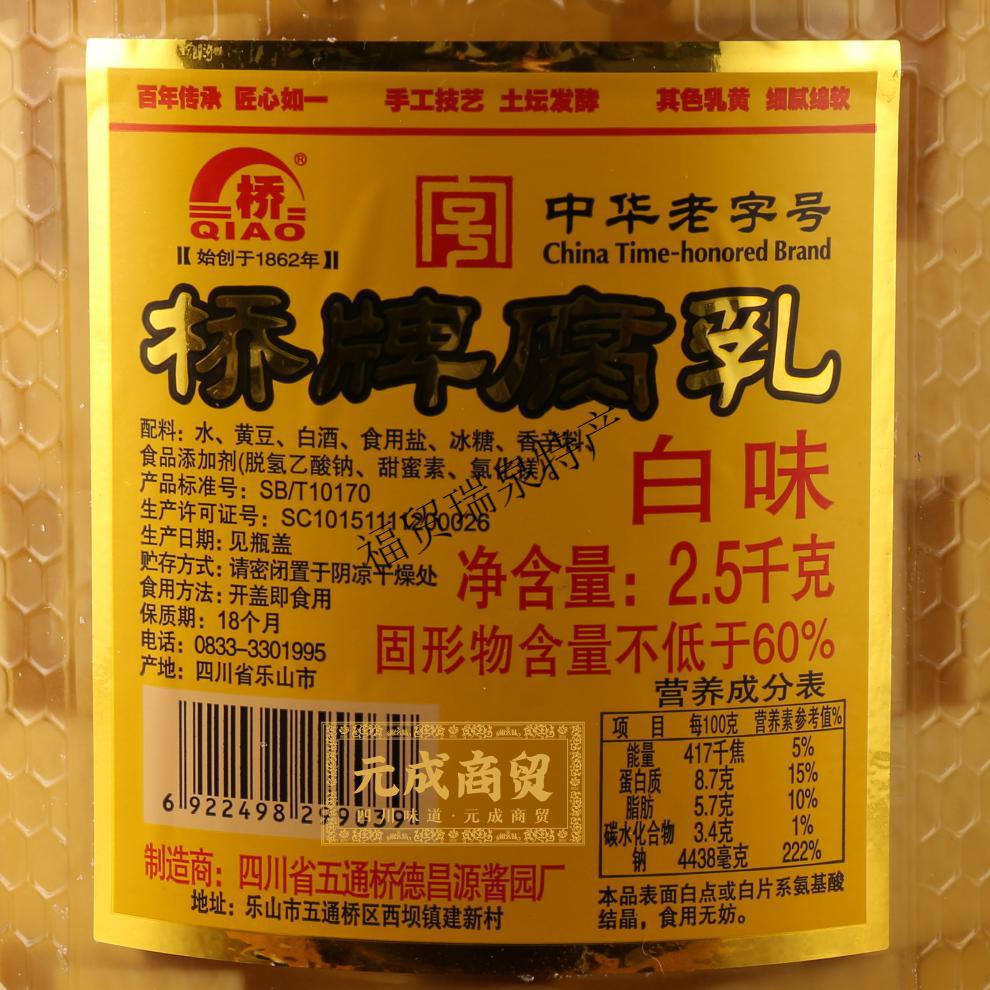 百年传承 匠心如一 手工技艺 土坛发酵 其色乳黄 细腻绵软
桥
QIAO
®
始创于1862年
中华老字号
China Time-honored Brand
桥牌腐乳
配料：水、黄豆、白酒、食用盐、冰糖、香辛料、
食品添加剂(脱氢乙酸钠、甜蜜素、氯化镁)
产品标准号：SB/T10170
生产许可证号：SC10151111200026
生产日期：见瓶盖
贮存方式：请密闭置于阴凉干燥处
食用方法：开盖即食用
保质期：18个月
电话：0833-3301995
产地：四川省乐山市
白味
净含量：2.5千克
固形物含量不低于60%
福贡瑞泉特产
营养成分表
项 目 每100克 营养素参考值%
能量 417千焦 5%
蛋白质 8.7克 15%
脂肪 5.7克 10%
碳水化合物 3.4克 1%
钠 4438毫克 222%
本品表面白点或白片系氨基酸
结晶，食用无妨。
6 922498 299039
元成商贸
四川味道·元成商贸
制造商：四川省五通桥德昌源酱园厂
地址：乐山市五通桥区西坝镇建新村